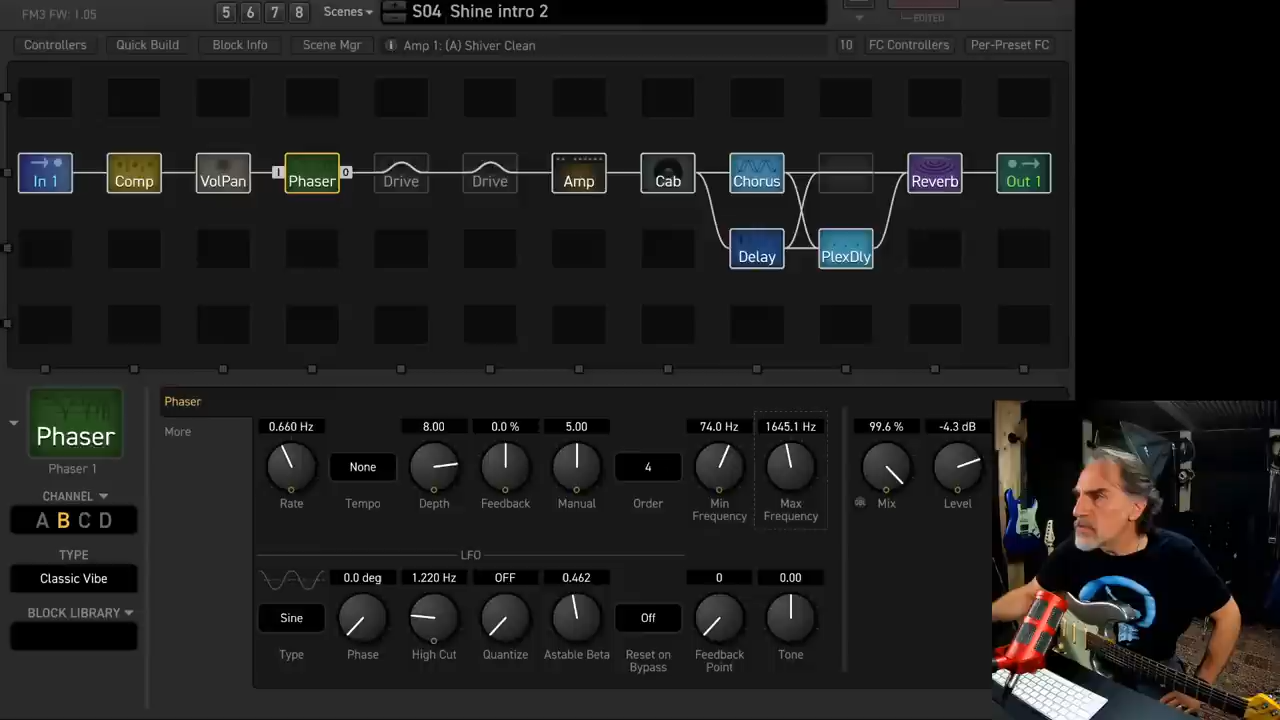 FM3 FW: 1.05
5 6 7 8
Scenes
S04 Shine intro 2
EDITED
Controllers
Quick Build
Block Info
Scene Mgr
Amp 1: (A) Shiver Clean
10
FC Controllers
Per-Preset FC
In 1
Comp
VolPan
I
Phaser
O
Drive
Drive
Amp
Cab
Chorus
Reverb
Out 1
Delay
PlexDly
Phaser
Phaser 1
CHANNEL
A B C D
TYPE
Classic Vibe
BLOCK LIBRARY
Phaser
More
0.660 Hz
8.00
0.0 %
5.00
74.0 Hz
1645.1 Hz
99.6 %
-4.3 dB
None
4
Rate
Tempo
Depth
Feedback
Manual
Order
Min
Frequency
Max
Frequency
Mix
Level
LFO
0.0 deg
1.220 Hz
OFF
0.462
0
0.00
Sine
Off
Type
Phase
High Cut
Quantize
Astable Beta
Reset on
Bypass
Feedback
Point
Tone